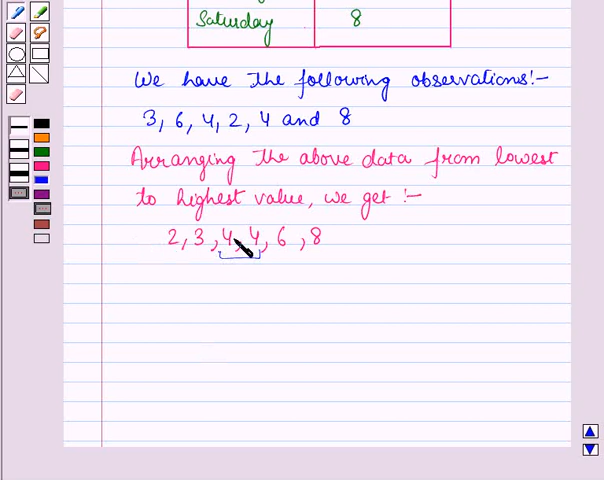 Saturday 8
We have the following observations:-
3, 6, 4, 2, 4 and 8
Arranging the above data from lowest
to highest value, we get :-
2, 3, 4, 4, 6, 8